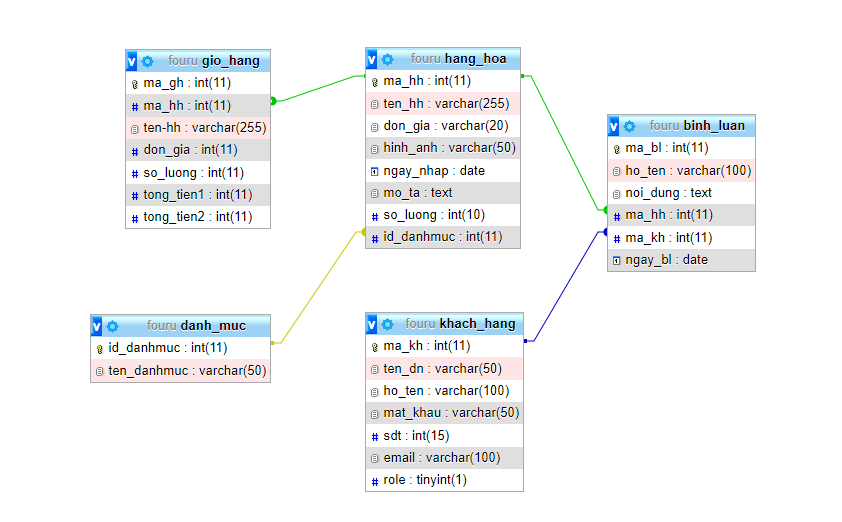 fouru gio_hang
ma_gh : int(11)
ma_hh : int(11)
ten-hh : varchar(255)
don_gia : int(11)
so_luong : int(11)
tong_tien1 : int(11)
tong_tien2 : int(11)
fouru hang_hoa
ma_hh : int(11)
ten_hh : varchar(255)
don_gia : varchar(20)
hinh_anh : varchar(50)
ngay_nhap : date
mo_ta : text
so_luong : int(10)
id_danhmuc : int(11)
fouru binh_luan
ma_bl : int(11)
ho_ten : varchar(100)
noi_dung : text
ma_hh : int(11)
ma_kh : int(11)
ngay_bl : date
fouru danh_muc
id_danhmuc : int(11)
ten_danhmuc : varchar(50)
fouru khach_hang
ma_kh : int(11)
ten_dn : varchar(50)
ho_ten : varchar(100)
mat_khau : varchar(50)
sdt : int(15)
email : varchar(100)
role : tinyint(1)